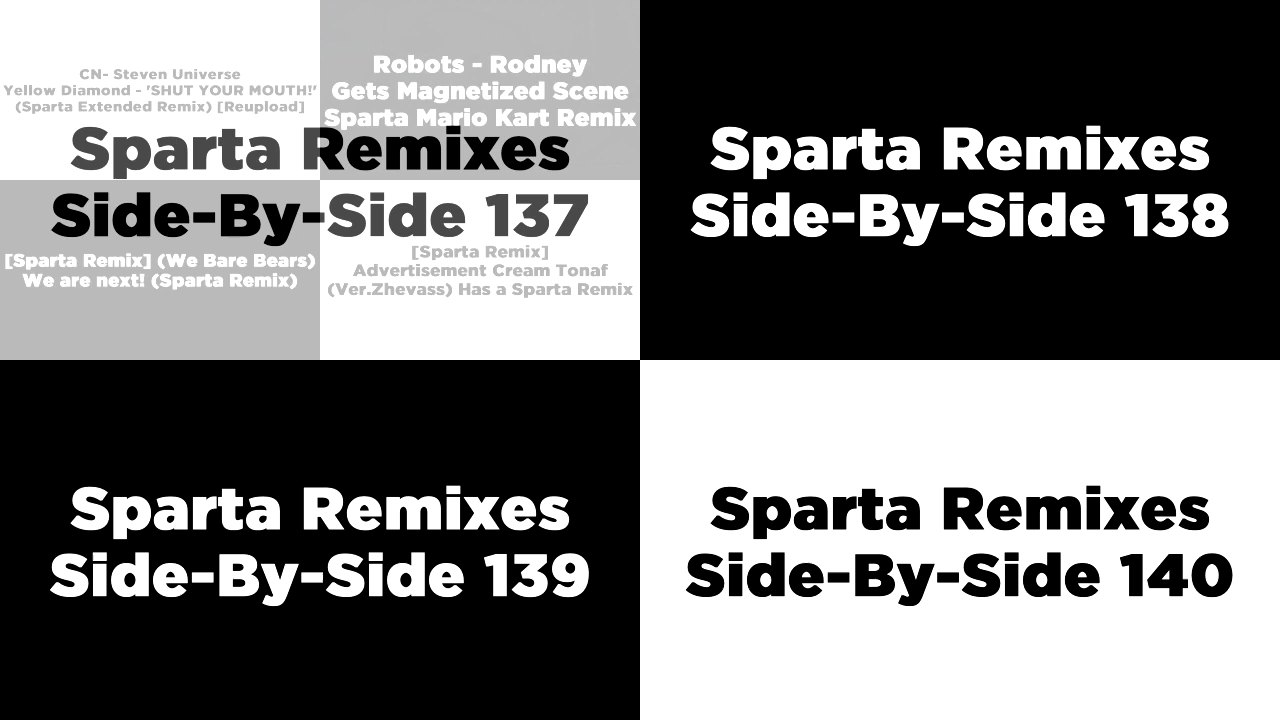 CN- Steven Universe
Yellow Diamond - 'SHUT YOUR MOUTH!'
(Sparta Extended Remix) [Reupload]
Robots - Rodney
Gets Magnetized Scene
Sparta Mario Kart Remix
Sparta Remixes
Side-By-Side 137
[Sparta Remix] (We Bare Bears)
We are next! (Sparta Remix)
[Sparta Remix]
Advertisement Cream Tonaf
(Ver.Zhevass) Has a Sparta Remix
Sparta Remixes
Side-By-Side 138
Sparta Remixes
Side-By-Side 139
Sparta Remixes
Side-By-Side 140